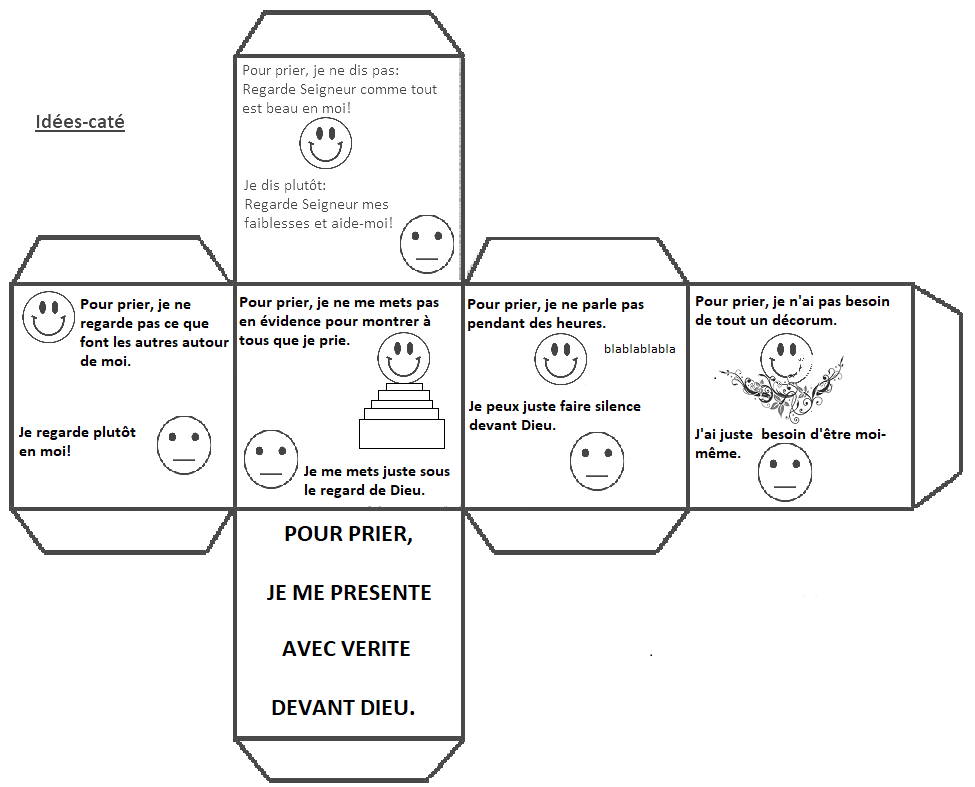 Pour prier, je ne dis pas:
Regarde Seigneur comme tout
est beau en moi!
Idées-caté
Je dis plutôt:
Regarde Seigneur mes
faiblesses et aide-moi!
Pour prier, je ne
regarde pas ce que
font les autres autour
de moi.
Je regarde plutôt
en moi!
Pour prier, je ne me mets pas
en évidence pour montrer à
tous que je prie.
Je me mets juste sous
le regard de Dieu.
Pour prier, je ne parle pas
pendant des heures.
blablablabla
Je peux juste faire silence
devant Dieu.
Pour prier, je n'ai pas besoin
de tout un décorum.
J'ai juste  besoin d'être moi-
même.
POUR PRIER,
JE ME PRESENTE
AVEC VERITE
DEVANT DIEU.